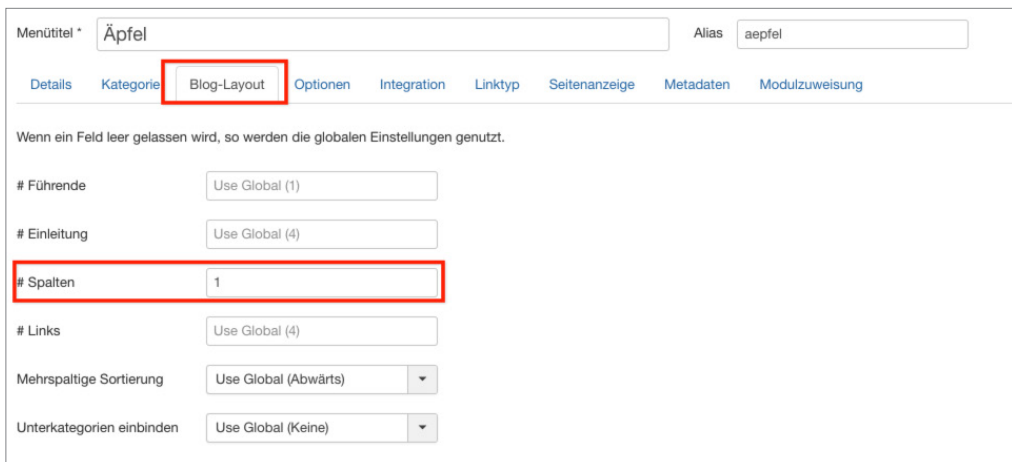 Menütitel * Äpfel Alias aepfel
Details Kategorie Blog-Layout Optionen Integration Linktyp Seitenanzeige Metadaten Modulzuweisung
Wenn ein Feld leer gelassen wird, so werden die globalen Einstellungen genutzt.
# Führende Use Global (1)
# Einleitung Use Global (4)
# Spalten 1
# Links Use Global (4)
Mehrspaltige Sortierung Use Global (Abwärts)
Unterkategorien einbinden Use Global (Keine)